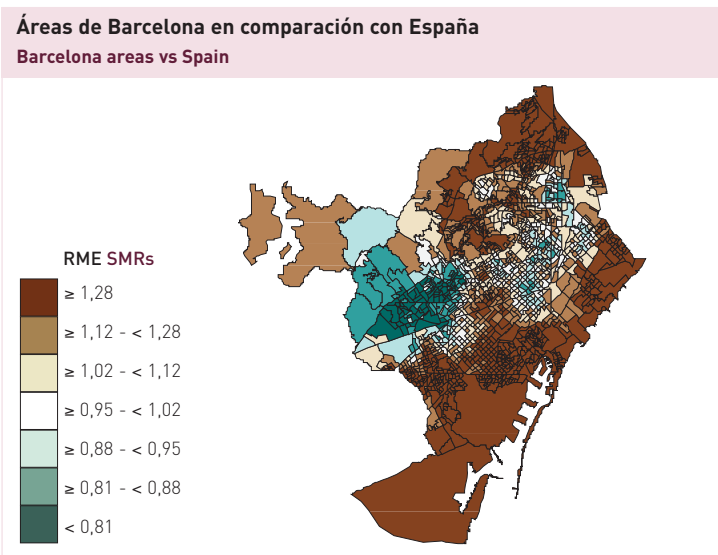 Áreas de Barcelona en comparación con España
Barcelona areas vs Spain
RME SMRs
≥ 1,28
≥ 1,12 - < 1,28
≥ 1,02 - < 1,12
≥ 0,95 - < 1,02
≥ 0,88 - < 0,95
≥ 0,81 - < 0,88
< 0,81